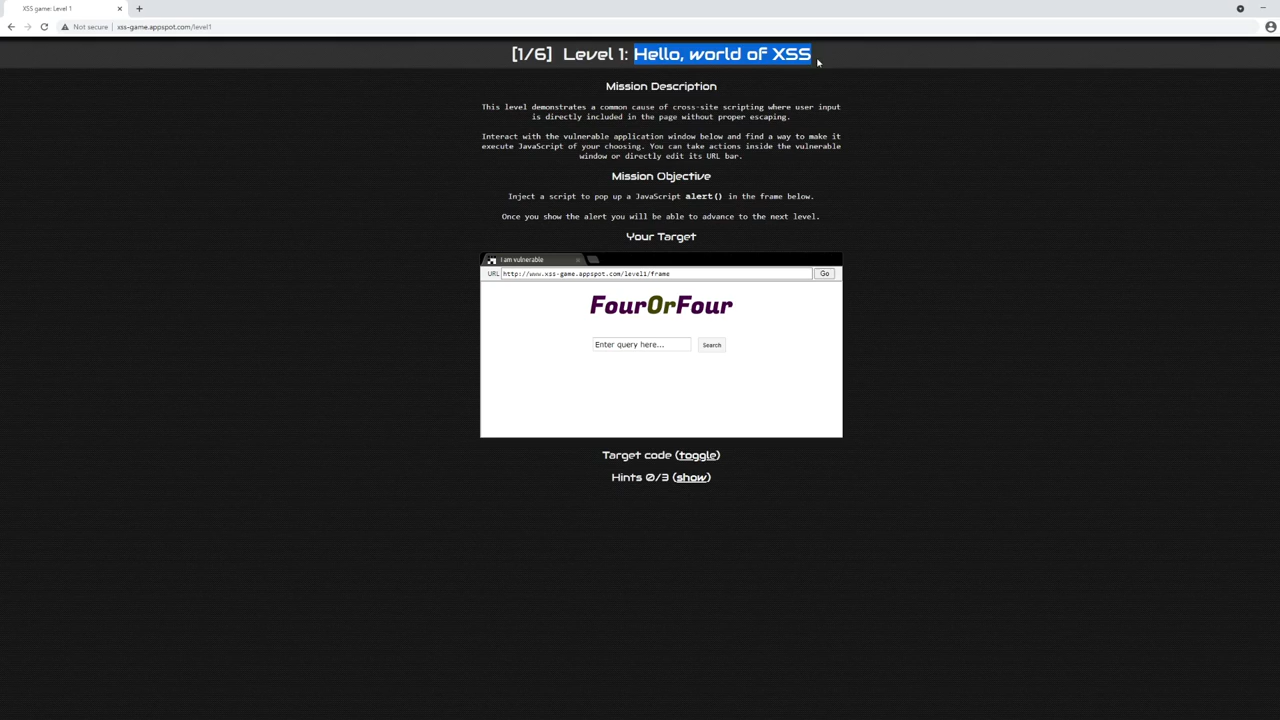 XSS game: Level 1
Not secure xss-game.appspot.com/level1
[1/6] Level 1: Hello, world of XSS
Mission Description
This level demonstrates a common cause of cross-site scripting where user input
is directly included in the page without proper escaping.
Interact with the vulnerable application window below and find a way to make it
execute JavaScript of your choosing. You can take actions inside the vulnerable
window or directly edit its URL bar.
Mission Objective
Inject a script to pop up a JavaScript alert() in the frame below.
Once you show the alert you will be able to advance to the next level.
Your Target
I am vulnerable
URL http://www.xss-game.appspot.com/level1/frame Go
FourOrFour
Enter query here... Search
Target code (toggle)
Hints 0/3 (show)